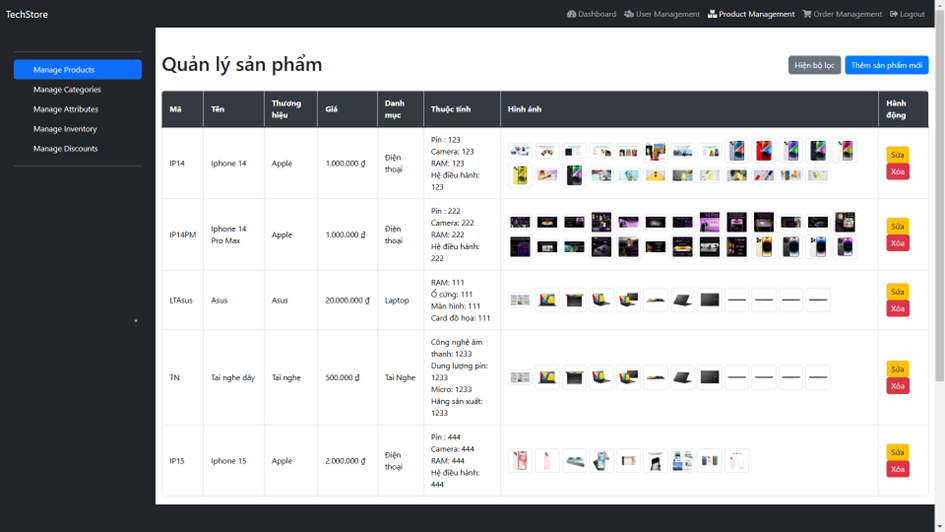 TechStore
Dashboard User Management Product Management Order Management Logout
Manage Products
Manage Categories
Manage Attributes
Manage Inventory
Manage Discounts
Quản lý sản phẩm
Hiện bộ lọc Thêm sản phẩm mới
Mã Tên Thương hiệu Giá Danh mục Thuộc tính Hình ảnh Hành động
IP14 Iphone 14 Apple 1.000.000 ₫ Điện thoại
Pin : 123
Camera: 123
RAM: 123
Hệ điều hành:
123
Sửa
Xóa
IP14PM Iphone 14 Pro Max Apple 1.000.000 ₫ Điện thoại
Pin : 222
Camera: 222
RAM: 222
Hệ điều hành:
222
Sửa
Xóa
LTAsus Asus Asus 20.000.000 ₫ Laptop
RAM: 111
Ổ cứng: 111
Màn hình: 111
Card đồ họa: 111
Sửa
Xóa
TN Tai nghe dây Tai nghe 500.000 ₫ Tai Nghe
Công nghệ âm
thanh: 1233
Dung lượng pin:
1233
Micro: 1233
Hãng sản xuất:
1233
Sửa
Xóa
IP15 Iphone 15 Apple 2.000.000 ₫ Điện thoại
Pin : 444
Camera: 444
RAM: 444
Hệ điều hành:
444
Sửa
Xóa